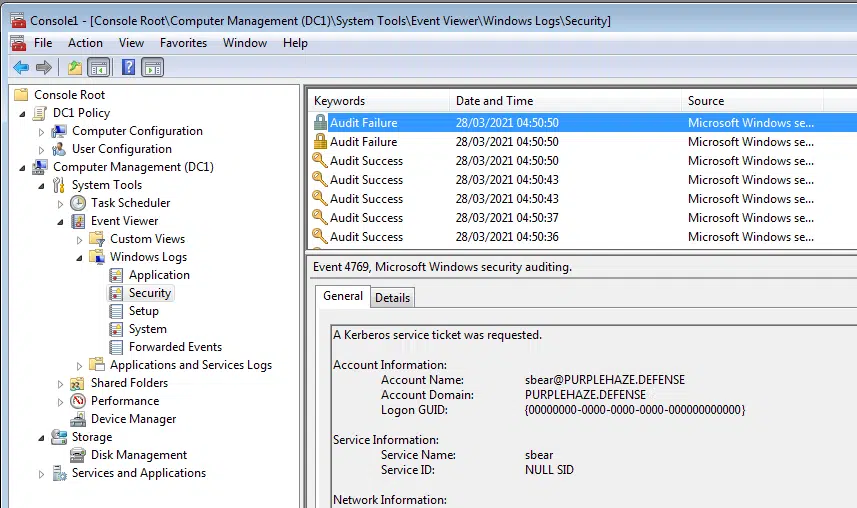 Console1 - [Console Root\Computer Management (DC1)\System Tools\Event Viewer\Windows Logs\Security]
File Action View Favorites Window Help
Console Root
DC1 Policy
Computer Configuration
User Configuration
Computer Management (DC1)
System Tools
Task Scheduler
Event Viewer
Custom Views
Windows Logs
Application
Security
Setup
System
Forwarded Events
Applications and Services Logs
Shared Folders
Performance
Device Manager
Storage
Disk Management
Services and Applications
Keywords Date and Time Source
Audit Failure 28/03/2021 04:50:50 Microsoft Windows se...
Audit Failure 28/03/2021 04:50:50 Microsoft Windows se...
Audit Success 28/03/2021 04:50:50 Microsoft Windows se...
Audit Success 28/03/2021 04:50:43 Microsoft Windows se...
Audit Success 28/03/2021 04:50:43 Microsoft Windows se...
Audit Success 28/03/2021 04:50:37 Microsoft Windows se...
Audit Success 28/03/2021 04:50:36 Microsoft Windows se...
Event 4769, Microsoft Windows security auditing.
General Details
A Kerberos service ticket was requested.
Account Information:
Account Name: sbear@PURPLEHAZE.DEFENSE
Account Domain: PURPLEHAZE.DEFENSE
Logon GUID: {00000000-0000-0000-0000-000000000000}
Service Information:
Service Name: sbear
Service ID: NULL SID
Network Information: